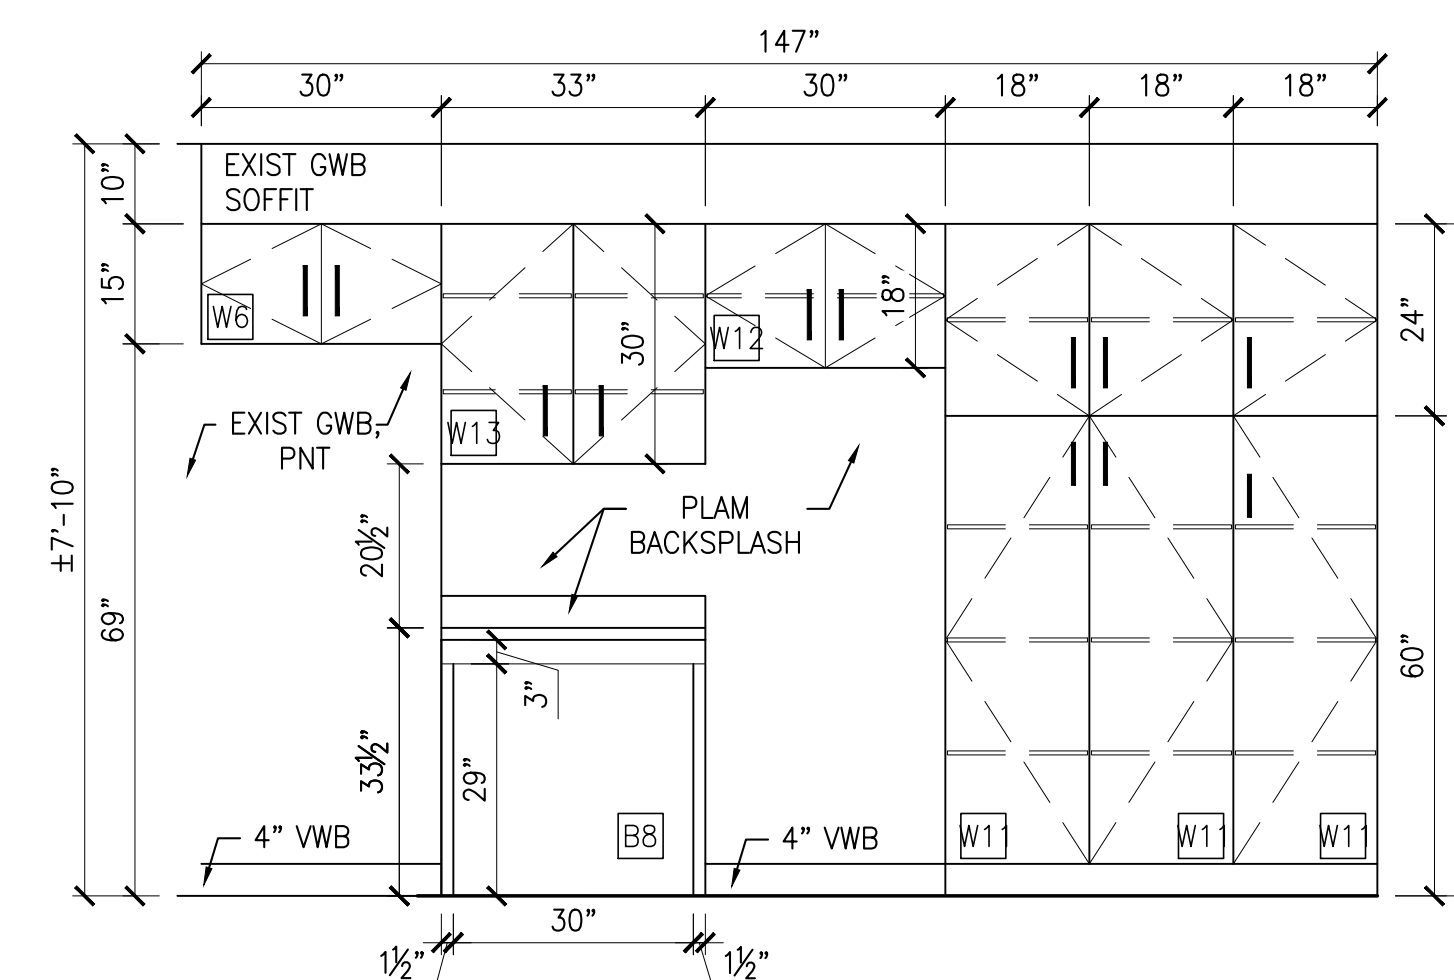 147”
30”
33”
30”
18”
18”
18”
EXIST GWB
SOFFIT
10”
15”
W6
18”
W12
30”
24”
W13
EXIST GWB,
PNT
±7’-10”
PLAM
BACKSPLASH
20½”
69”
60”
3”
33½”
29”
4” VWB
B8
4” VWB
W11
W11
W11
30”
1½”
1½”